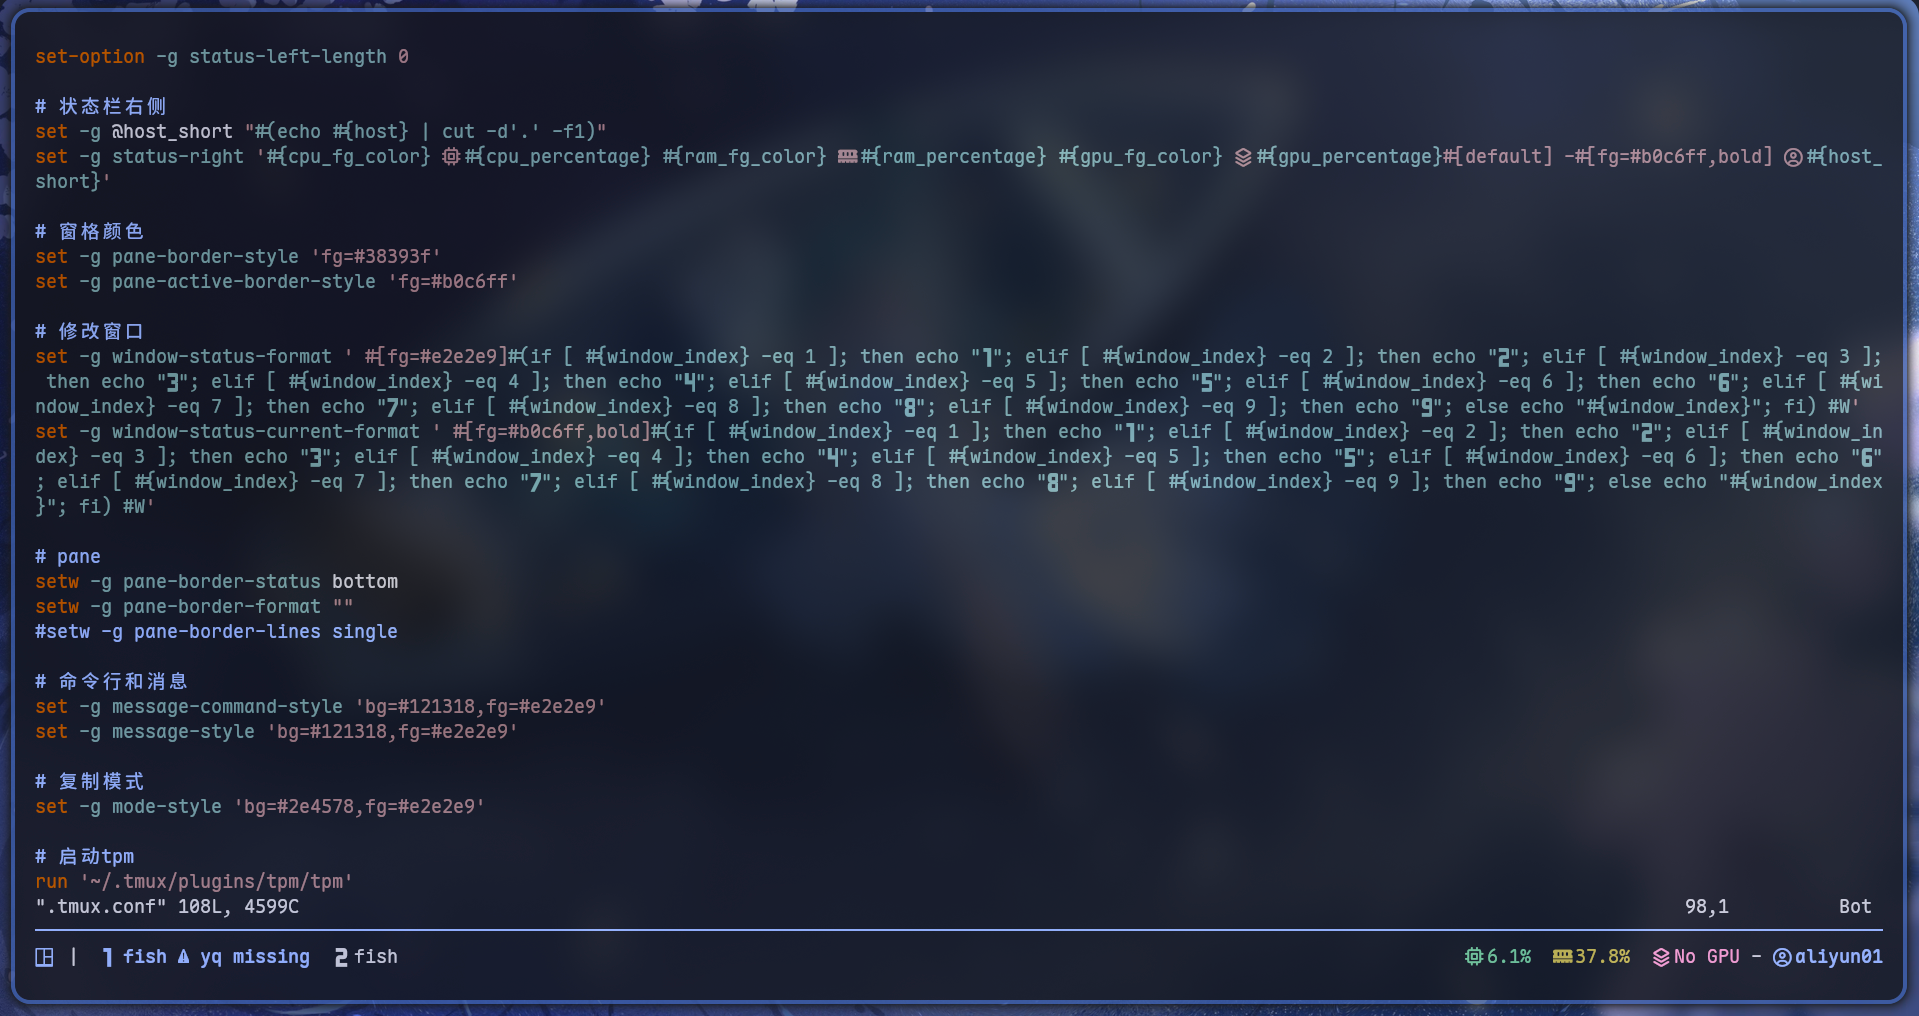 set-option -g status-left-length 0
# 状态栏右侧
set -g @host_short "#(echo #{host} | cut -d'.' -f1)"
set -g status-right '#{cpu_fg_color} #{cpu_percentage} #{ram_fg_color} #{ram_percentage} #{gpu_fg_color} #{gpu_percentage}#[default] -#[fg=#b0c6ff,bold] #{host_
short}'
# 窗格颜色
set -g pane-border-style 'fg=#38393f'
set -g pane-active-border-style 'fg=#b0c6ff'
# 修改窗口
set -g window-status-format ' #[fg=#e2e2e9]#(if [ #{window_index} -eq 1 ]; then echo "1"; elif [ #{window_index} -eq 2 ]; then echo "2"; elif [ #{window_index} -eq 3 ];
 then echo "3"; elif [ #{window_index} -eq 4 ]; then echo "4"; elif [ #{window_index} -eq 5 ]; then echo "5"; elif [ #{window_index} -eq 6 ]; then echo "6"; elif [ #{wi
ndow_index} -eq 7 ]; then echo "7"; elif [ #{window_index} -eq 8 ]; then echo "8"; elif [ #{window_index} -eq 9 ]; then echo "9"; else echo "#{window_index}"; fi) #W'
set -g window-status-current-format ' #[fg=#b0c6ff,bold]#(if [ #{window_index} -eq 1 ]; then echo "1"; elif [ #{window_index} -eq 2 ]; then echo "2"; elif [ #{window_in
dex} -eq 3 ]; then echo "3"; elif [ #{window_index} -eq 4 ]; then echo "4"; elif [ #{window_index} -eq 5 ]; then echo "5"; elif [ #{window_index} -eq 6 ]; then echo "6"
; elif [ #{window_index} -eq 7 ]; then echo "7"; elif [ #{window_index} -eq 8 ]; then echo "8"; elif [ #{window_index} -eq 9 ]; then echo "9"; else echo "#{window_index
}"; fi) #W'
# pane
setw -g pane-border-status bottom
setw -g pane-border-format ""
#setw -g pane-border-lines single
# 命令行和消息
set -g message-command-style 'bg=#121318,fg=#e2e2e9'
set -g message-style 'bg=#121318,fg=#e2e2e9'
# 复制模式
set -g mode-style 'bg=#2e4578,fg=#e2e2e9'
# 启动tpm
run '~/.tmux/plugins/tpm/tpm'
".tmux.conf" 108L, 4599C 98,1 Bot
| 1 fish ⚠ yq missing 2 fish 6.1% 37.8% No GPU - aliyun01